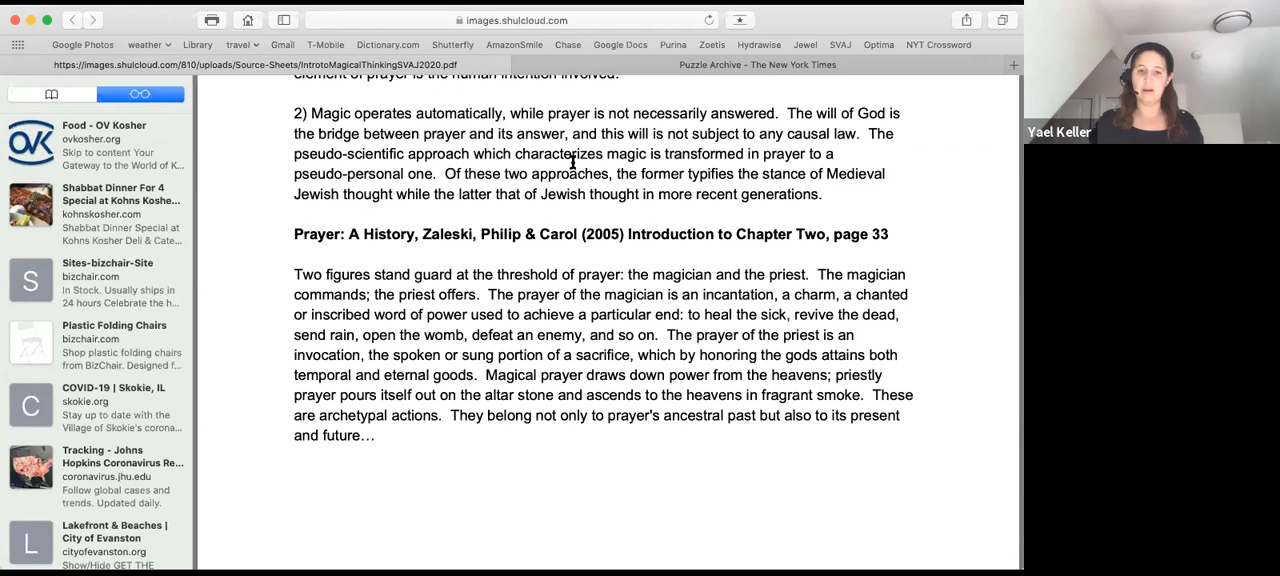 images.shulcloud.com
Google Photos weather Library travel Gmail T-Mobile Dictionary.com Shutterfly AmazonSmile Chase Google Docs Purina Zoetis Hydrawise Jewel SVAJ Optima NYT Crossword
https://images.shulcloud.com/810/uploads/Source-Sheets/IntrotoMagicalThinkingSVAJ2020.pdf
Puzzle Archive - The New York Times
Food - OV Kosher
ovkosher.org
Skip to content Your
Gateway to the World of K...
Shabbat Dinner For 4
Special at Kohns Koshe...
kohnskosher.com
Shabbat Dinner Special at
Kohns Kosher Deli & Cate...
S
Sites-bizchair-Site
bizchair.com
In Stock. Usually ships in
24 hours Celebrate the h...
Plastic Folding Chairs
bizchair.com
Shop plastic folding chairs
from BizChair. Designed f...
C
COVID-19 | Skokie, IL
skokie.org
Stay up to date with the
Village of Skokie's corona...
Tracking - Johns
Hopkins Coronavirus Re...
coronavirus.jhu.edu
Follow global cases and
trends. Updated daily.
L
Lakefront & Beaches |
City of Evanston
cityofevanston.org
Show/Hide GET THE
element of prayer is the human intention involved.
2) Magic operates automatically, while prayer is not necessarily answered. The will of God is
the bridge between prayer and its answer, and this will is not subject to any causal law. The
pseudo-scientific approach which characterizes magic is transformed in prayer to a
pseudo-personal one. Of these two approaches, the former typifies the stance of Medieval
Jewish thought while the latter that of Jewish thought in more recent generations.
Prayer: A History, Zaleski, Philip & Carol (2005) Introduction to Chapter Two, page 33
Two figures stand guard at the threshold of prayer: the magician and the priest. The magician
commands; the priest offers. The prayer of the magician is an incantation, a charm, a chanted
or inscribed word of power used to achieve a particular end: to heal the sick, revive the dead,
send rain, open the womb, defeat an enemy, and so on. The prayer of the priest is an
invocation, the spoken or sung portion of a sacrifice, which by honoring the gods attains both
temporal and eternal goods. Magical prayer draws down power from the heavens; priestly
prayer pours itself out on the altar stone and ascends to the heavens in fragrant smoke. These
are archetypal actions. They belong not only to prayer's ancestral past but also to its present
and future…
Yael Keller
OVK